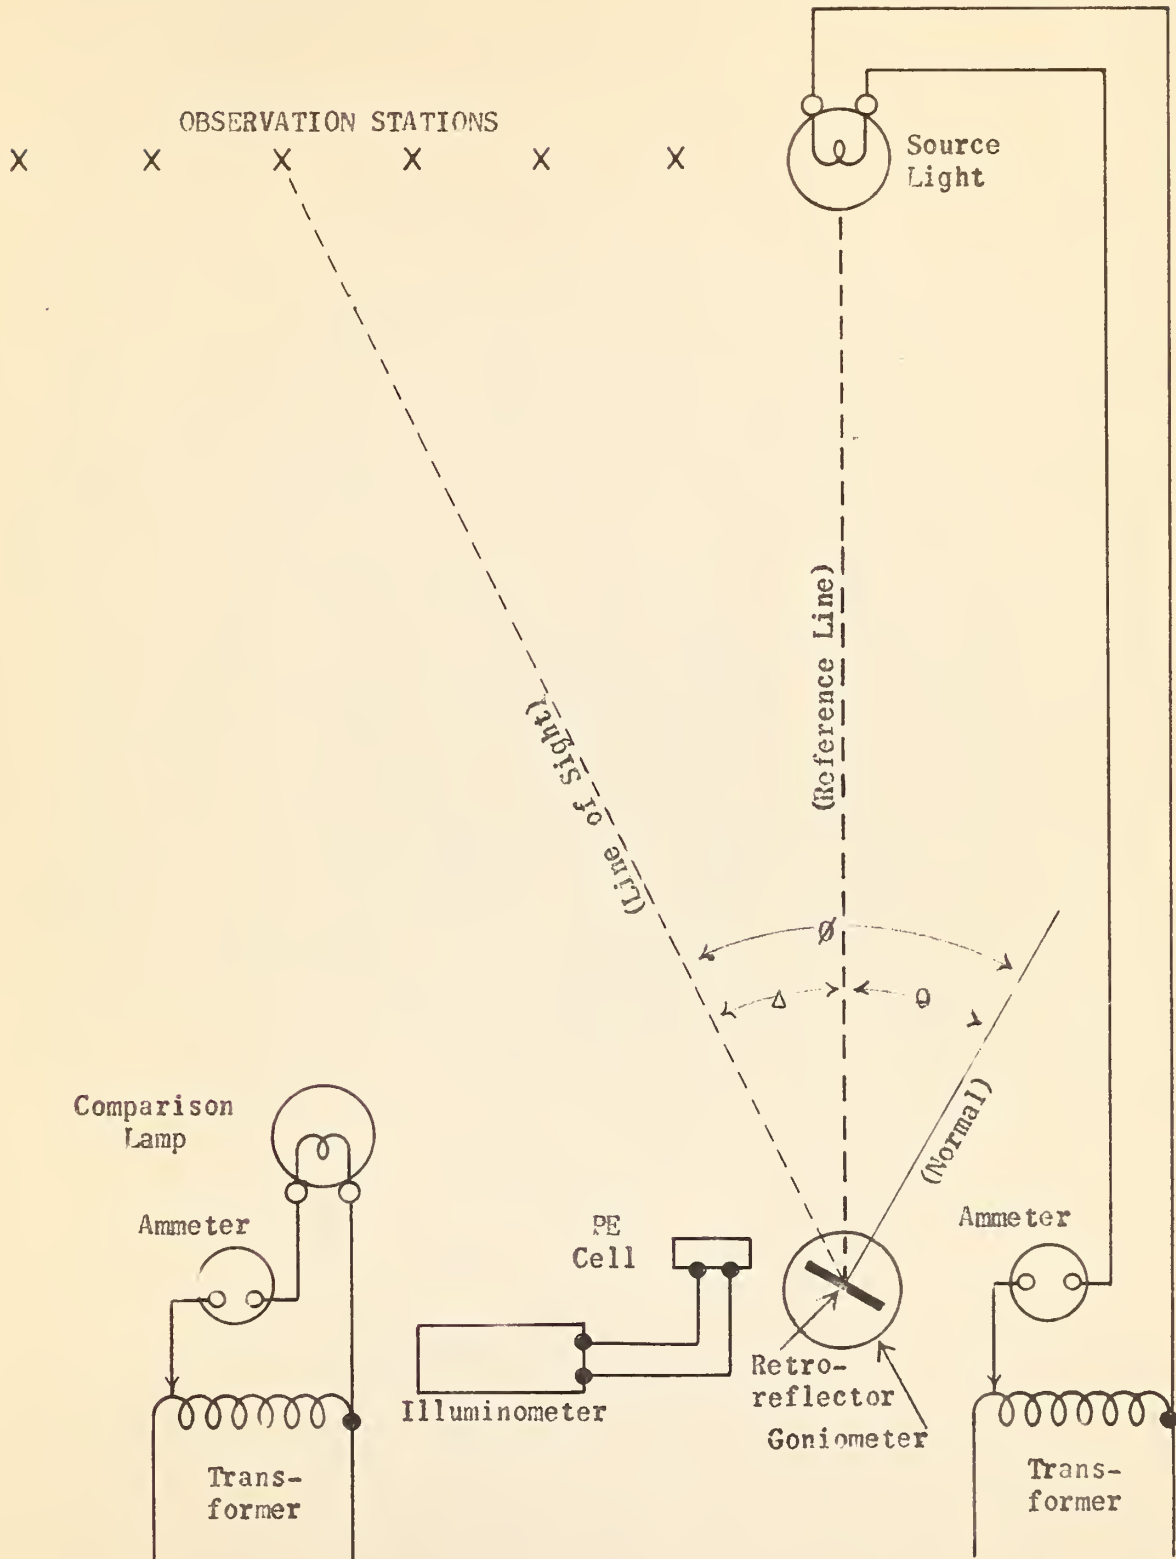 OBSERVATION STATIONS
X X X X X X
Source
Light
(Reference Line)
(Line of Sight)
Ø
Δ
θ
(Normal)
Comparison
Lamp
Ammeter
PE
Cell
Ammeter
Illuminometer
Retro-
reflector
Goniometer
Trans-
former
Trans-
former